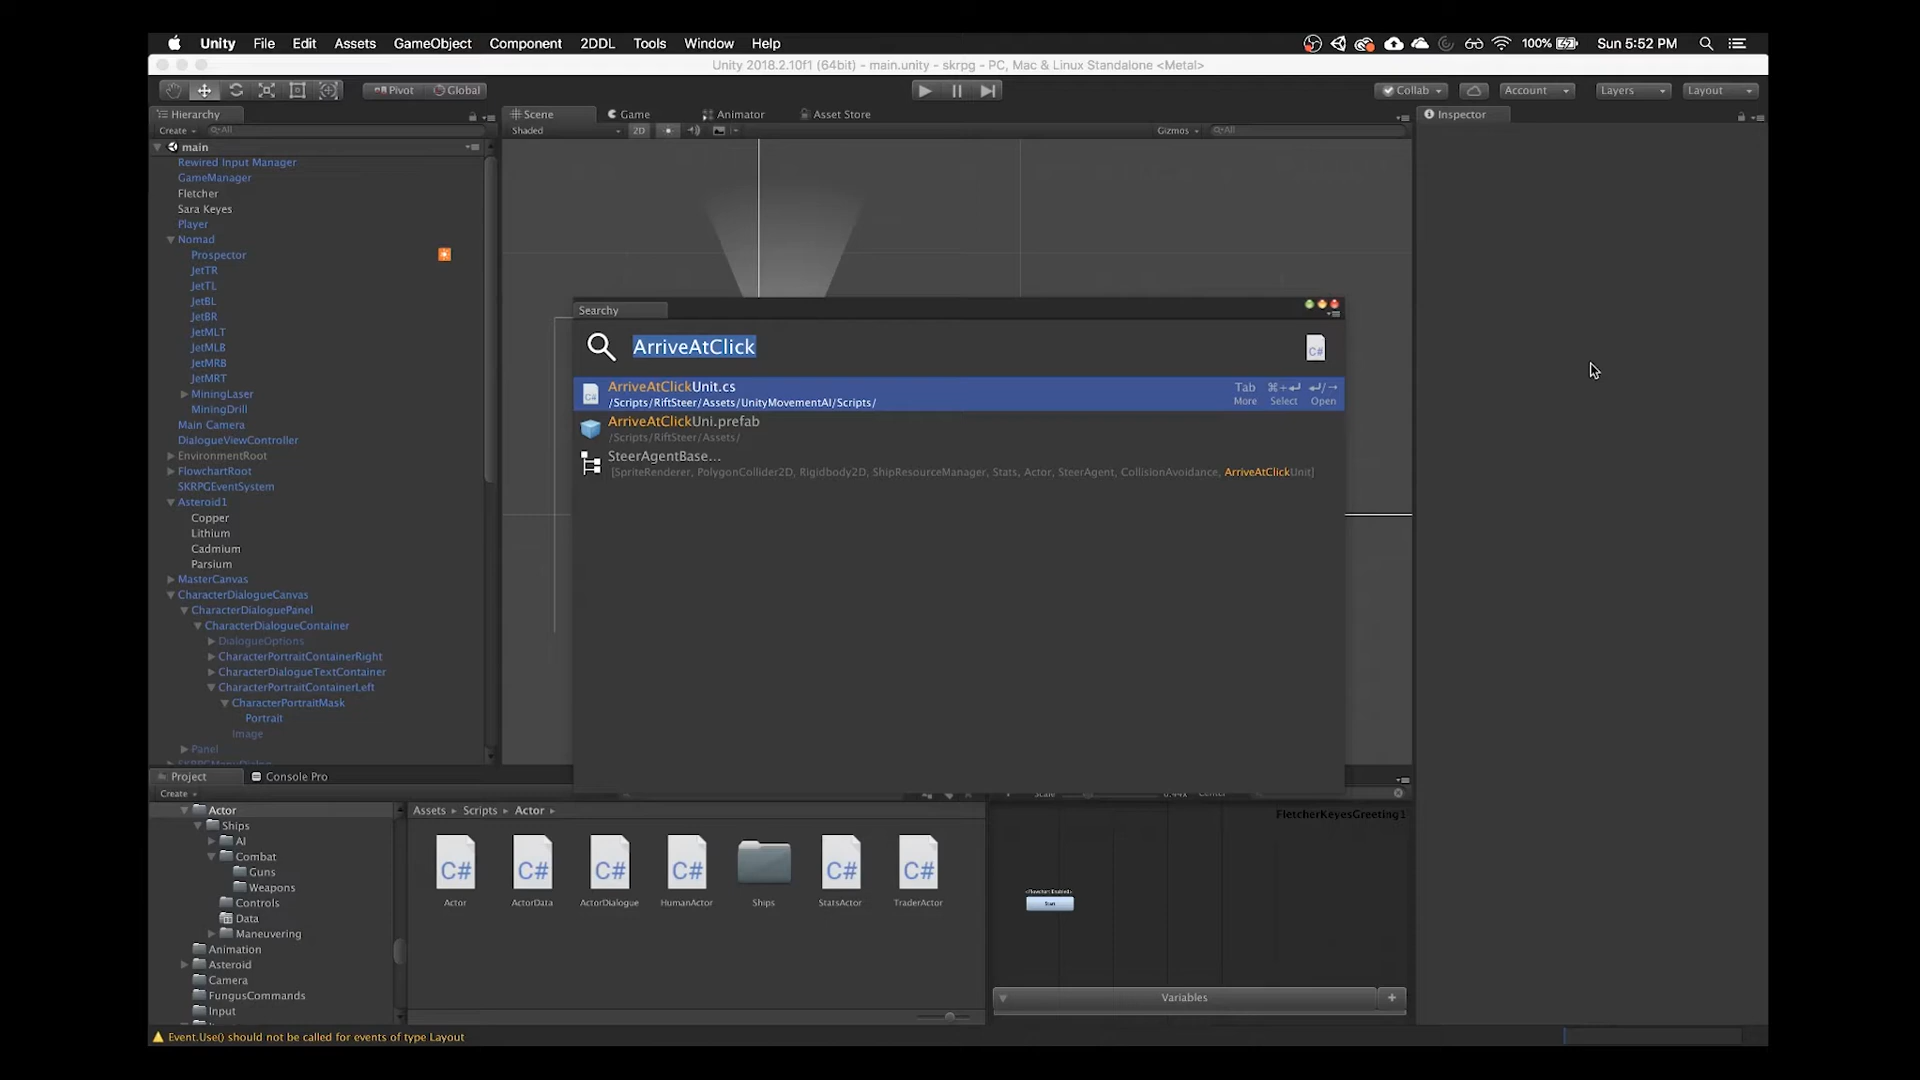 Unity File Edit Assets GameObject Component 2DDL Tools Window Help 100% Sun 5:52 PM
Unity 2018.2.10f1 (64bit) - main.unity - skrpg - PC, Mac & Linux Standalone <Metal>
Pivot Global Collab Account Layers Layout
Hierarchy Scene Game Animator Asset Store Inspector
Create All Shaded 2D Gizmos All
main
Rewired Input Manager
GameManager
Fletcher
Sara Keyes
Player
Nomad
Prospector
JetTR
JetTL
JetBL
JetBR
JetMLT
JetMLB
JetMRB
JetMRT
MiningLaser
MiningDrill
Main Camera
DialogueViewController
EnvironmentRoot
FlowchartRoot
SKRPGEventSystem
Asteroid1
Copper
Lithium
Cadmium
Parsium
MasterCanvas
CharacterDialogueCanvas
CharacterDialoguePanel
CharacterDialogueContainer
DialogueOptions
CharacterPortraitContainerRight
CharacterDialogueTextContainer
CharacterPortraitContainerLeft
CharacterPortraitMask
Portrait
Image
Panel
Searchy
ArriveAtClick
C#
ArriveAtClickUnit.cs
/Scripts/RiftSteer/Assets/UnityMovementAI/Scripts/
Tab ⌘+↵ ↵/→
More Select Open
ArriveAtClickUni.prefab
/Scripts/RiftSteer/Assets/
SteerAgentBase...
[SpriteRenderer, PolygonCollider2D, Rigidbody2D, ShipResourceManager, Stats, Actor, SteerAgent, CollisionAvoidance, ArriveAtClickUnit]
Project Console Pro
Create
Actor
Ships
AI
Combat
Guns
Weapons
Controls
Data
Maneuvering
Animation
Asteroid
Camera
FungusCommands
Input
Assets ▸ Scripts ▸ Actor ▸
C# C# C# C# C# C#
Actor ActorData ActorDialogue HumanActor Ships StatsActor TraderActor
FletcherKeyesGreeting1
<Flowchart Enabled>
Start
Variables +
Event.Use() should not be called for events of type Layout